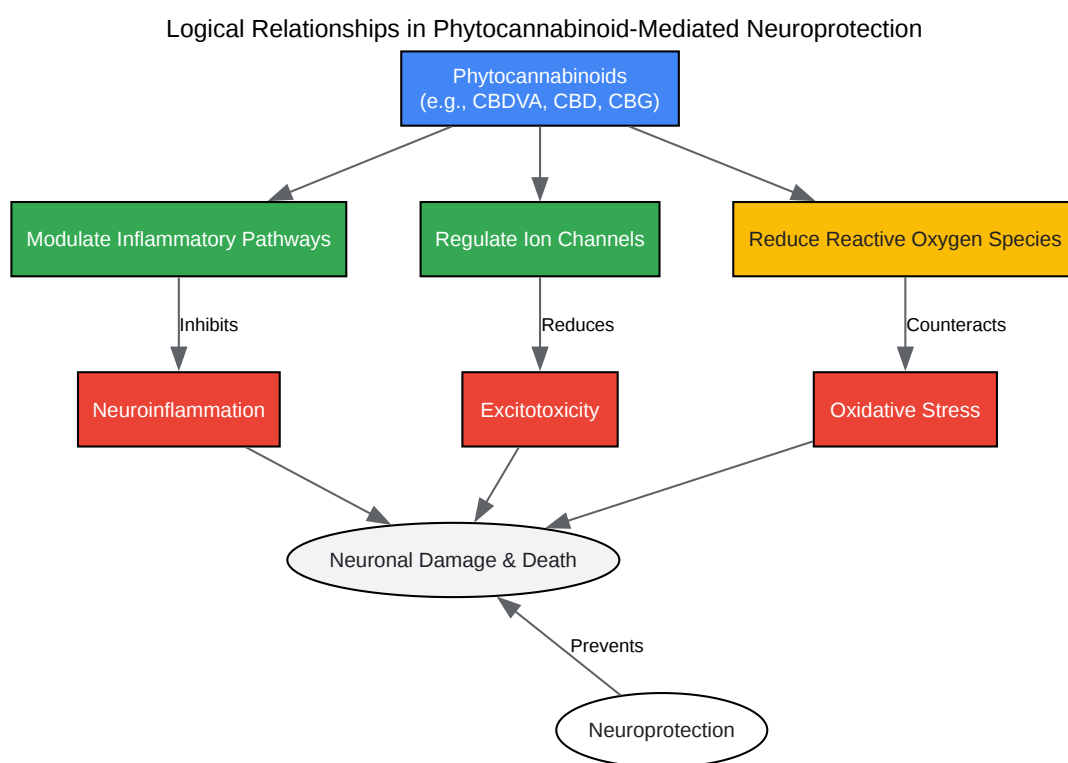 Logical Relationships in Phytocannabinoid-Mediated Neuroprotection
Phytocannabinoids
(e.g., CBDVA, CBD, CBG)
Modulate Inflammatory Pathways
Regulate Ion Channels
Reduce Reactive Oxygen Species
Inhibits
Reduces
Counteracts
Neuroinflammation
Excitotoxicity
Oxidative Stress
Neuronal Damage & Death
Prevents
Neuroprotection